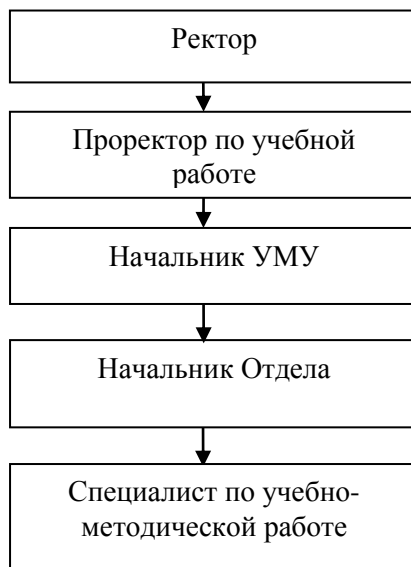 Ректор
Проректор по учебной
работе
Начальник УМУ
Начальник Отдела
Специалист по учебно-
методической работе